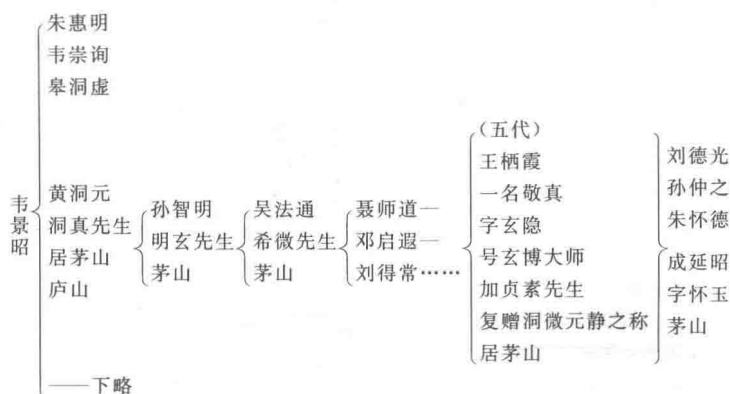 韦景昭
朱惠明
韦崇询
皋洞虚
黄洞元
洞真先生
居茅山
庐山
——下略
孙智明
明玄先生
茅山
吴法通
希微先生
茅山
聂师道—
邓启遐—
刘得常……
(五代)
王栖霞
一名敬真
字玄隐
号玄博大师
加贞素先生
复赠洞微元静之称
居茅山
刘德光
孙仲之
朱怀德
成延昭
字怀玉
茅山